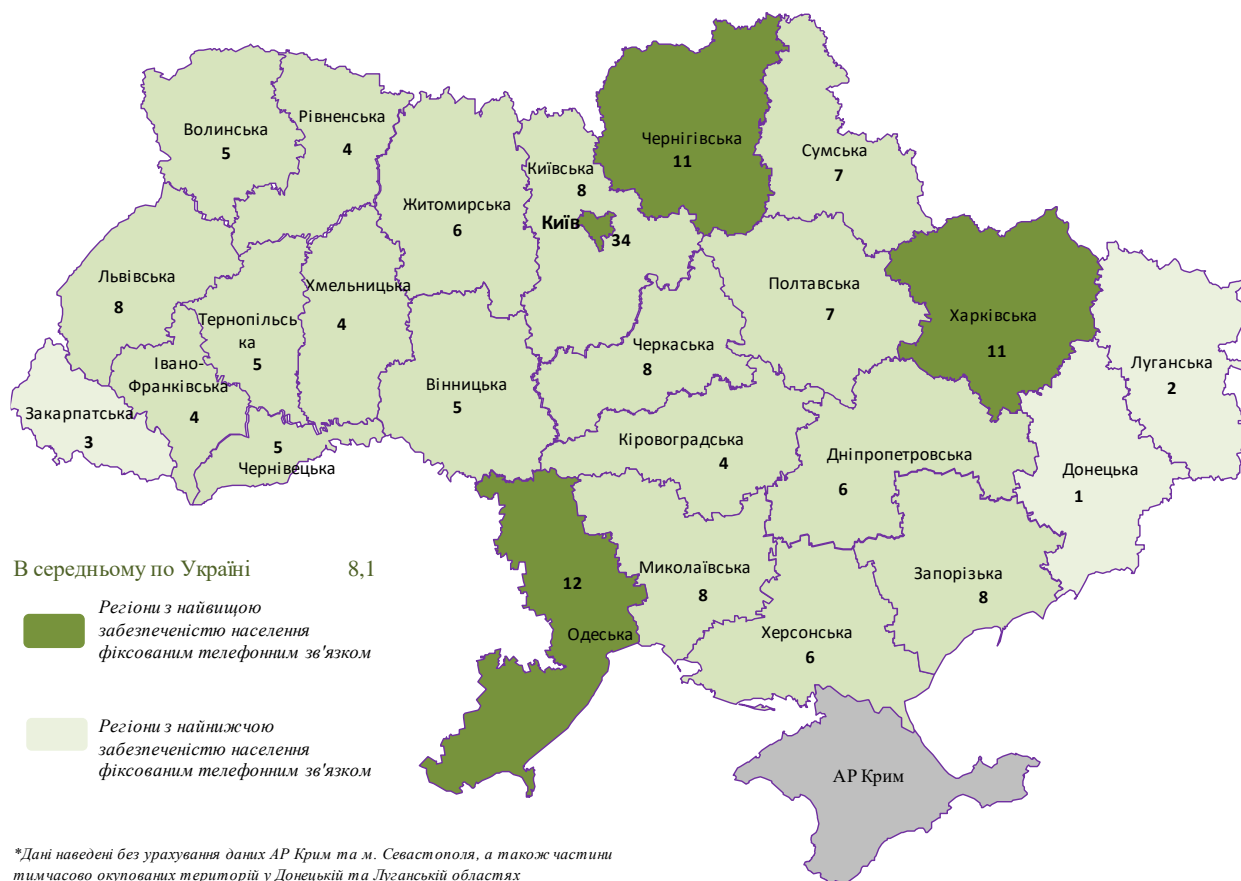 Волинська
5
Рівненська
4
Житомирська
6
Київська
8
Київ
34
Чернігівська
11
Сумська
7
Львівська
8
Тернопільсь
ка
5
Хмельницька
4
Вінницька
5
Черкаська
8
Полтавська
7
Харківська
11
Луганська
2
Закарпатська
3
Івано-
Франківська
4
5
Чернівецька
Кіровоградська
4
Дніпропетровська
6
Донецька
1
12
Одеська
Миколаївська
8
Херсонська
6
Запорізька
8
АР Крим
В середньому по Україні 8,1
Регіони з найвищою
забезпеченістю населення
фіксованим телефонним зв'язком
Регіони з найнижчою
забезпеченістю населення
фіксованим телефонним зв'язком
*Дані наведені без урахування даних АР Крим та м. Севастополя, а також частини
тимчасово окупованих територій у Донецькій та Луганській областях